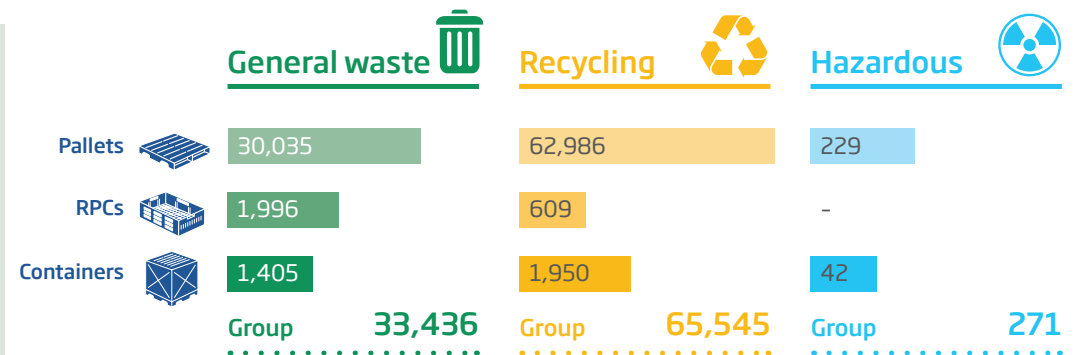 General waste Recycling Hazardous
Pallets 30,035 62,986 229
RPCs 1,996 609 -
Containers 1,405 1,950 42
Group 33,436 Group 65,545 Group 271